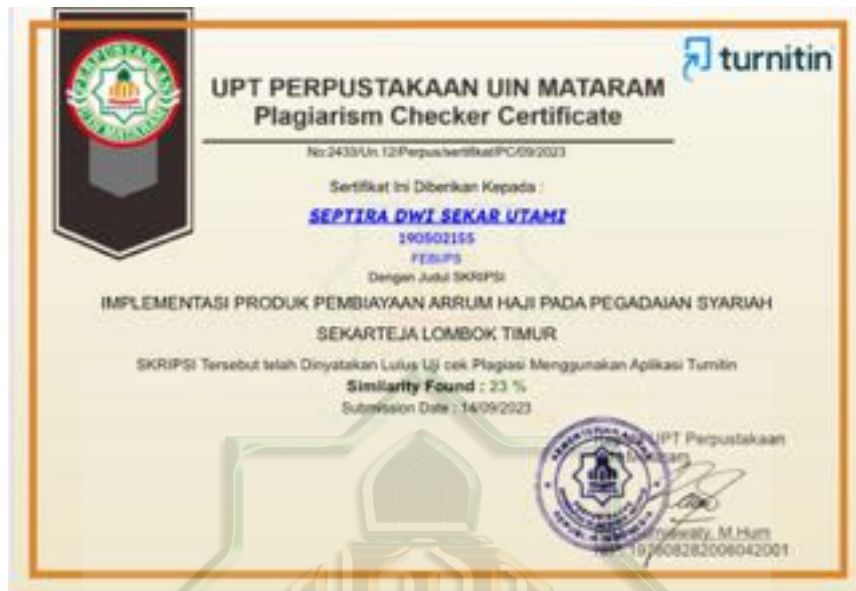 turnitin
UPT PERPUSTAKAAN UIN MATARAM
Plagiarism Checker Certificate
No:2433/Un.12/Perpus/sertifikat/PC/09/2023
Sertifikat Ini Diberikan Kepada :
SEPTIRA DWI SEKAR UTAMI
190502155
FEBI/PS
Dengan Judul SKRIPSI
IMPLEMENTASI PRODUK PEMBIAYAAN ARRUM HAJI PADA PEGADAIAN SYARIAH
SEKARTEJA LOMBOK TIMUR
SKRIPSI Tersebut telah Dinyatakan Lulus Uji cek Plagiasi Menggunakan Aplikasi Turnitin
Similarity Found : 23 %
Submission Date : 14/09/2023
UPT Perpustakaan
M.Hum